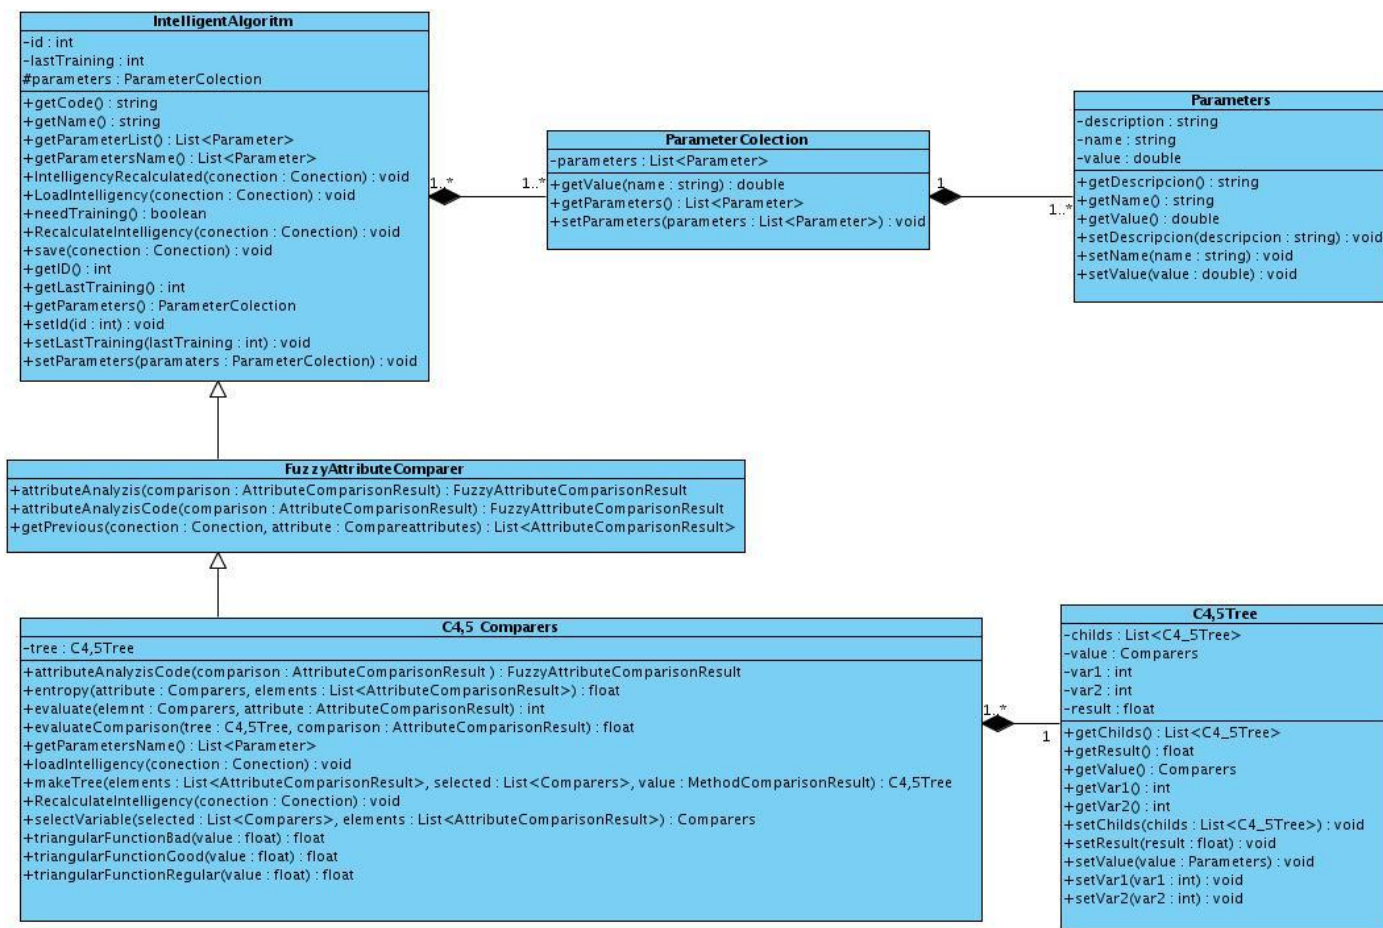 IntelligentAlgoritm
-id : int
-lastTraining : int
#parameters : ParameterColection
+getCode() : string
+getName() : string
+getParameterList() : List<Parameter>
+getParametersName() : List<Parameter>
+IntelligencyRecalculated(conection : Conection) : void
+LoadIntelligency(conection : Conection) : void
+needTraining() : boolean
+RecalculateIntelligency(conection : Conection) : void
+save(conection : Conection) : void
+getID() : int
+getLastTraining() : int
+getParameters() : ParameterColection
+setId(id : int) : void
+setLastTraining(lastTraining : int) : void
+setParameters(paramaters : ParameterColection) : void
1..*
1..*
ParameterColection
-parameters : List<Parameter>
+getValue(name : string) : double
+getParameters() : List<Parameter>
+setParameters(parameters : List<Parameter>) : void
1
1..*
Parameters
-description : string
-name : string
-value : double
+getDescripcion() : string
+getName() : string
+getValue() : double
+setDescripcion(descripcion : string) : void
+setName(name : string) : void
+setValue(value : double) : void
FuzzyAttributeComparer
+attributeAnalyzis(comparison : AttributeComparisonResult) : FuzzyAttributeComparisonResult
+attributeAnalyzisCode(comparison : AttributeComparisonResult) : FuzzyAttributeComparisonResult
+getPrevious(conection : Conection, attribute : Compareattributes) : List<AttributeComparisonResult>
C4,5 Comparers
-tree : C4,5Tree
+attributeAnalyzisCode(comparison : AttributeComparisonResult ) : FuzzyAttributeComparisonResult
+entropy(attribute : Comparers, elements : List<AttributeComparisonResult>) : float
+evaluate(elemnt : Comparers, attribute : AttributeComparisonResult) : int
+evaluateComparison(tree : C4,5Tree, comparison : AttributeComparisonResult) : float
+getParametersName() : List<Parameter>
+loadIntelligency(conection : Conection) : void
+makeTree(elements : List<AttributeComparisonResult>, selected : List<Comparers>, value : MethodComparisonResult) : C4,5Tree
+RecalculateIntelligency(conection : Conection) : void
+selectVariable(selected : List<Comparers>, elements : List<AttributeComparisonResult>) : Comparers
+triangularFunctionBad(value : float) : float
+triangularFunctionGood(value : float) : float
+triangularFunctionRegular(value : float) : float
1..*
1
C4,5Tree
-childs : List<C4_5Tree>
-value : Comparers
-var1 : int
-var2 : int
-result : float
+getChilds() : List<C4_5Tree>
+getResult() : float
+getValue() : Comparers
+getVar1() : int
+getVar2() : int
+setChilds(childs : List<C4_5Tree>) : void
+setResult(result : float) : void
+setValue(value : Parameters) : void
+setVar1(var1 : int) : void
+setVar2(var2 : int) : void